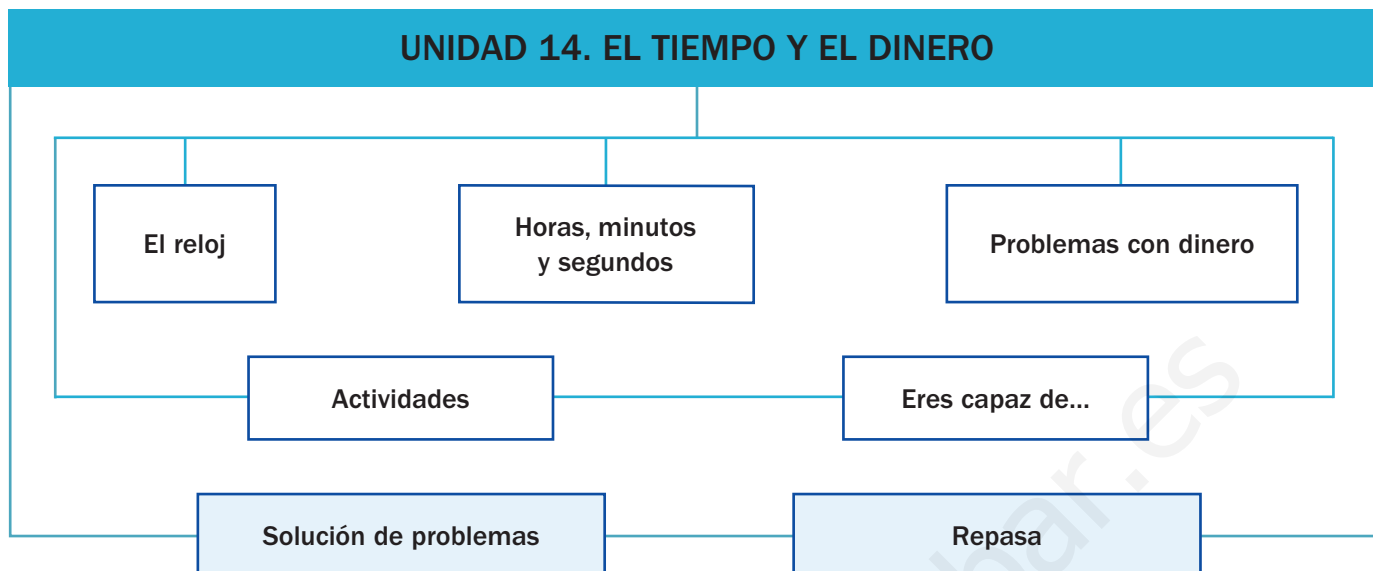 UNIDAD 14. EL TIEMPO Y EL DINERO
El reloj
Horas, minutos
y segundos
Problemas con dinero
Actividades
Eres capaz de...
Solución de problemas
Repasa